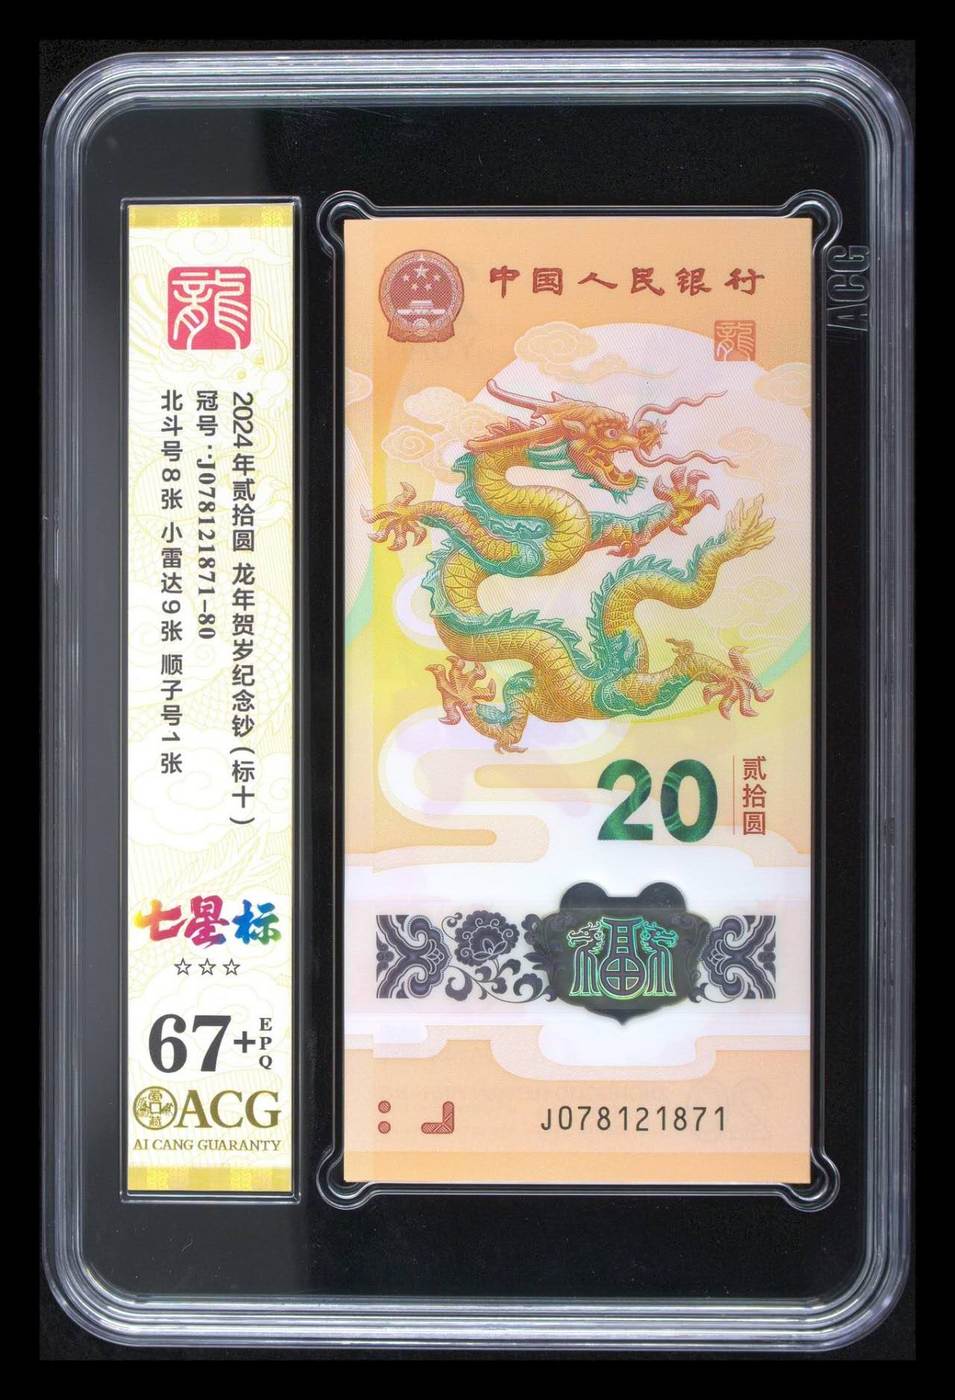 龍
2024年贰拾圆 龙年贺岁纪念钞(标十)
冠号:J078121871-80
北斗号8张 小雷达9张 顺子号1张
七星标
☆☆☆
67+EPQ
ACG
AI CANG GUARANTY
中国人民银行
龍
20
贰拾圆
福
J078121871
ACG